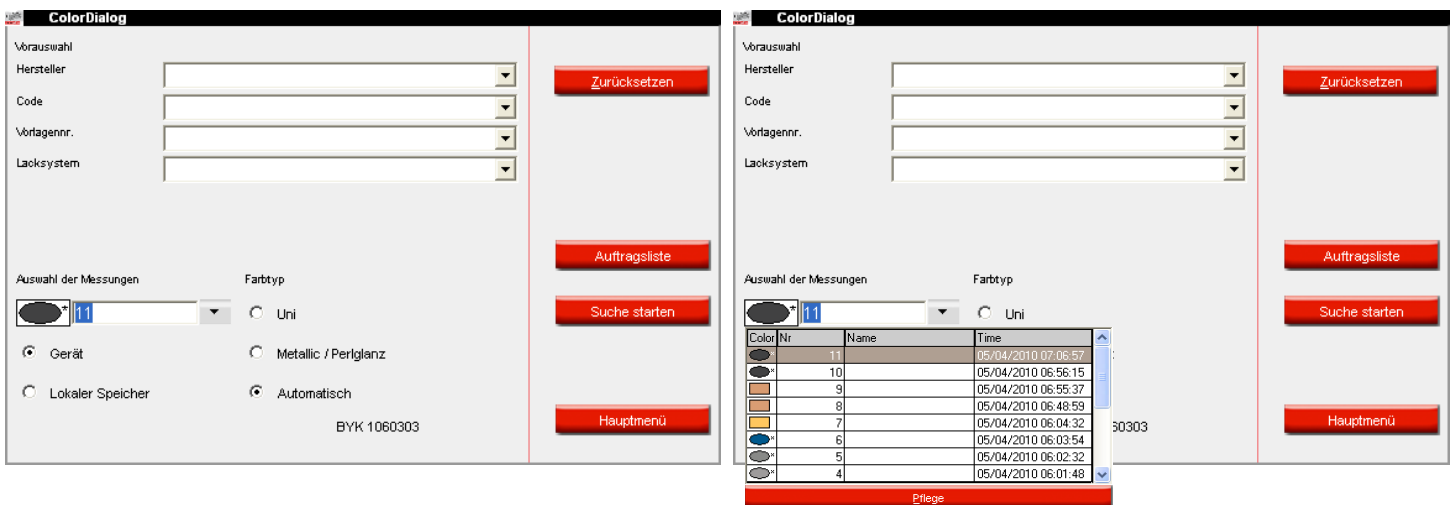 ColorDialog
Vorauswahl
Hersteller
Zurücksetzen
Code
Vorlagennr.
Lacksystem
Auftragsliste
Auswahl der Messungen Farbtyp
* 11 Uni
Suche starten
Gerät Metallic / Perlglanz
Lokaler Speicher Automatisch
Hauptmenü
BYK 1060303
ColorDialog
Vorauswahl
Hersteller
Zurücksetzen
Code
Vorlagennr.
Lacksystem
Auftragsliste
Auswahl der Messungen Farbtyp
* 11 Uni
Suche starten
Color Nr Name Time
* 11 05/04/2010 07:06:57
* 10 05/04/2010 06:56:15
9 05/04/2010 06:55:37
8 05/04/2010 06:48:59
7 05/04/2010 06:04:32
Hauptmenü
* 6 05/04/2010 06:03:54
60303
* 5 05/04/2010 06:02:32
* 4 05/04/2010 06:01:48
Pflege